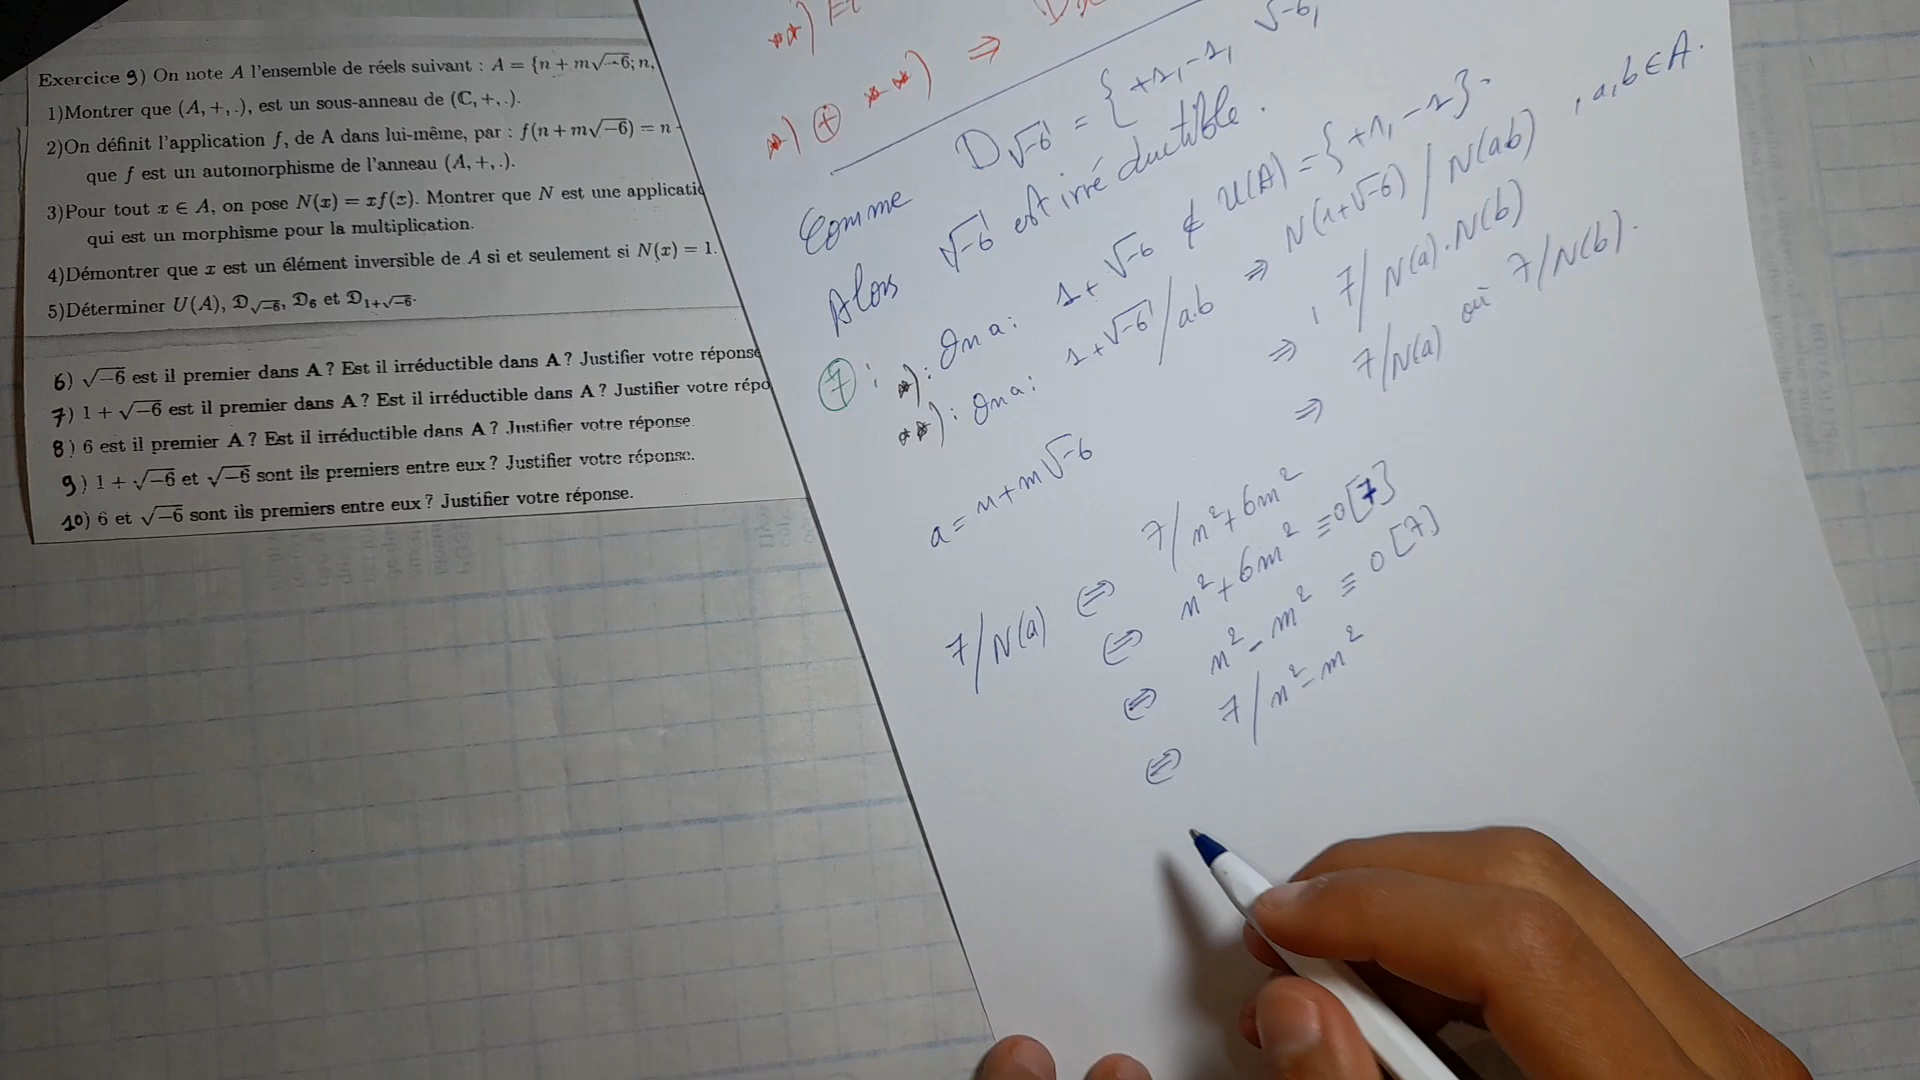 Exercice 9) On note A l'ensemble de réels suivant : A = {n + m√−6; n,
1)Montrer que (A, +, .), est un sous-anneau de (ℂ, +, .).
2)On définit l'application f, de A dans lui-même, par : f(n + m√−6) = n -
que f est un automorphisme de l'anneau (A, +, .).
3)Pour tout x ∈ A, on pose N(x) = xf(x). Montrer que N est une applicatio
qui est un morphisme pour la multiplication.
4)Démontrer que x est un élément inversible de A si et seulement si N(x) = 1.
5)Déterminer U(A), D√−6, D6 et D1+√−6.
6) √−6 est il premier dans A ? Est il irréductible dans A ? Justifier votre réponse
7) 1 + √−6 est il premier dans A ? Est il irréductible dans A ? Justifier votre répo
8) 6 est il premier A ? Est il irréductible dans A ? Justifier votre réponse.
9) 1 + √−6 et √−6 sont ils premiers entre eux ? Justifier votre réponse.
10) 6 et √−6 sont ils premiers entre eux ? Justifier votre réponse.
**)
*) ⊕ **) ⇒
Comme D√-6 = { +1, -1, √-6,
Alors √-6 est irréductible.
7 : *) : On a : 1 + √-6 ∉ U(A) = { +1, -1 }.
**) : On a : 1 + √-6 / a.b ⇒ N(1+√-6) / N(ab) , a,b ∈ A.
⇒ 7 / N(a).N(b)
⇒ 7/N(a) où 7/N(b).
a = n + m√-6
7/N(a) ⇔ 7/n² + 6m²
⇔ n² + 6m² ≡ 0[7]
⇔ n² - m² ≡ 0[7]
⇔ 7/n² - m²